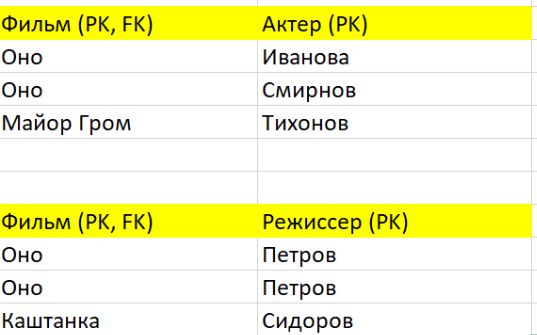 Фильм (PK, FK) Актер (PK)
Оно Иванова
Оно Смирнов
Майор Гром Тихонов
Фильм (PK, FK) Режиссер (PK)
Оно Петров
Оно Петров
Каштанка Сидоров